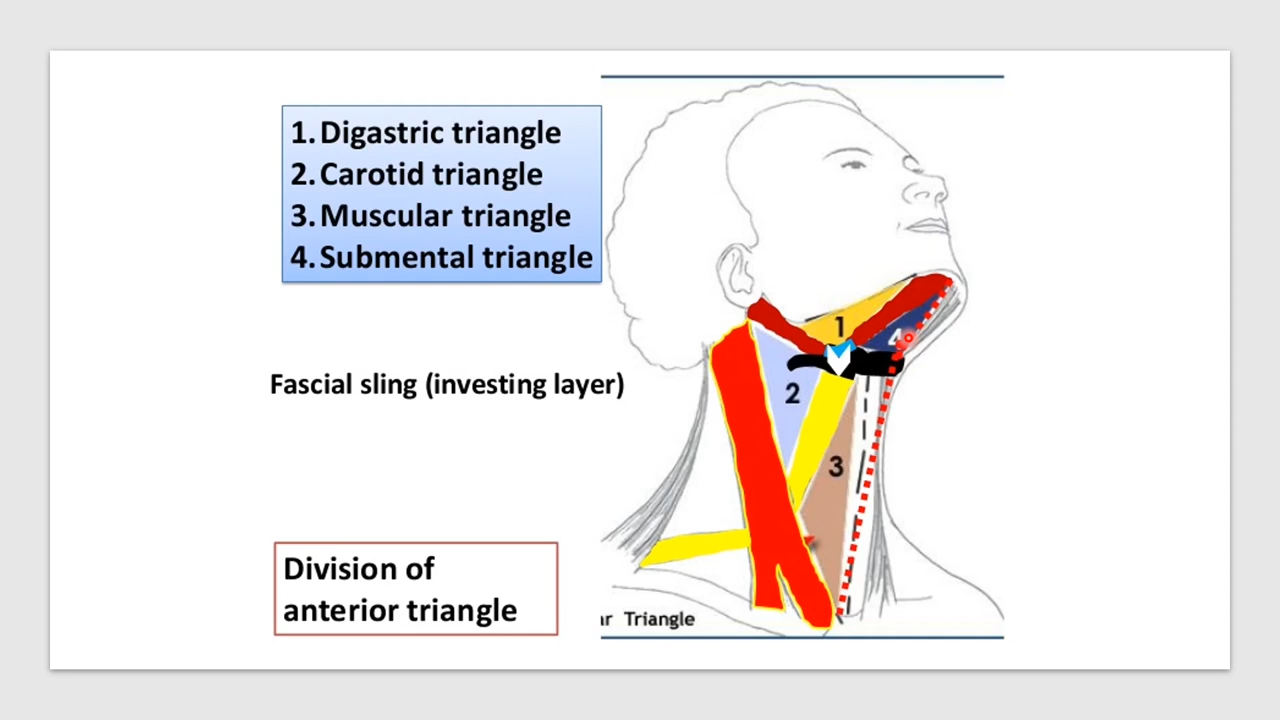 1. Digastric triangle
2. Carotid triangle
3. Muscular triangle
4. Submental triangle
1
4
2
Fascial sling (investing layer)
3
Division of
anterior triangle
Triangle